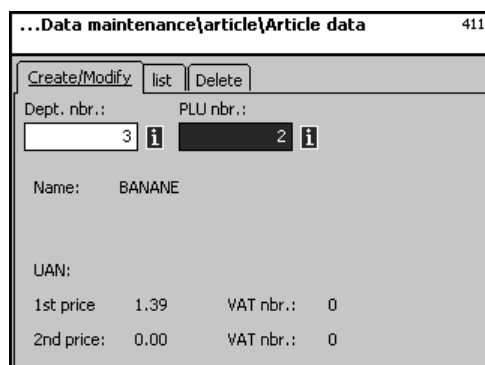 ...Data maintenance\article\Article data 411
Create/Modify list Delete
Dept. nbr.: PLU nbr.:
3 i 2 i
Name: BANANE
UAN:
1st price 1.39 VAT nbr.: 0
2nd price: 0.00 VAT nbr.: 0